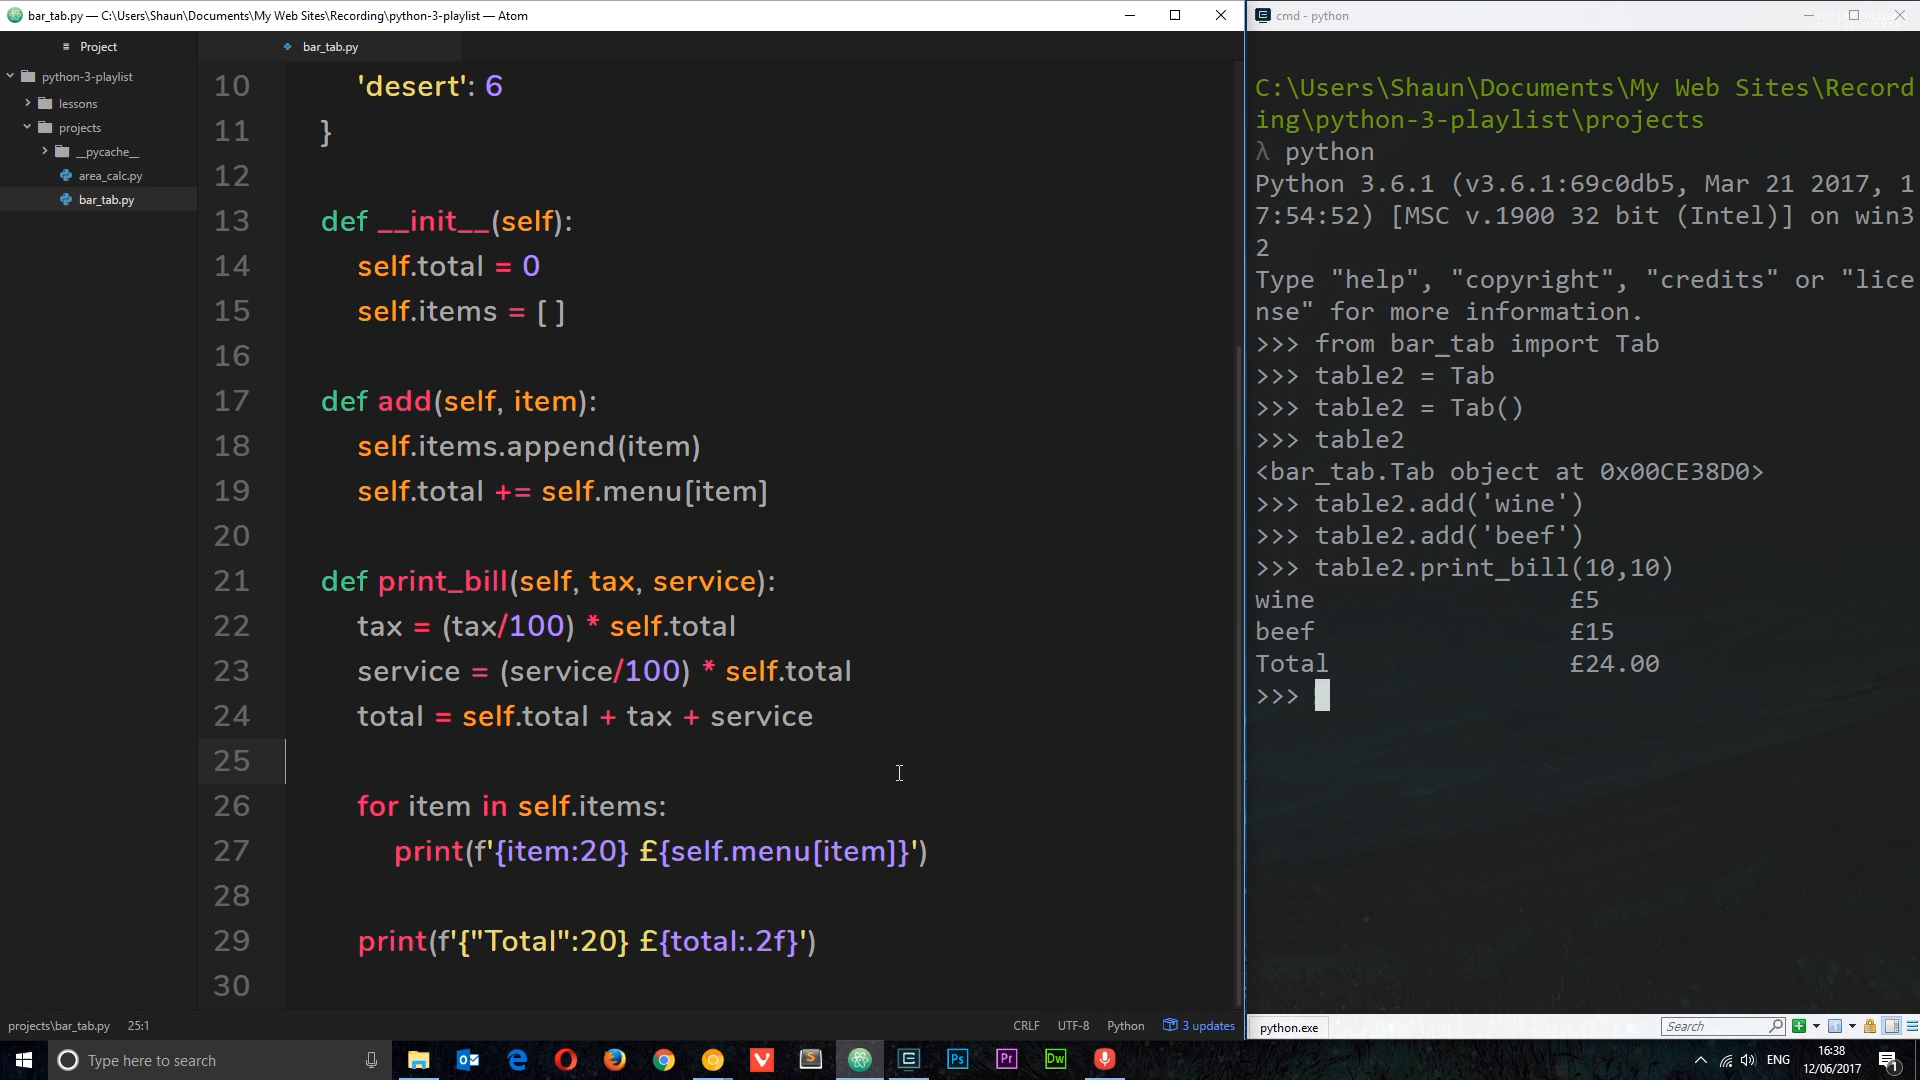 bar_tab.py — C:\Users\Shaun\Documents\My Web Sites\Recording\python-3-playlist — Atom
Project
python-3-playlist
lessons
projects
__pycache__
area_calc.py
bar_tab.py
bar_tab.py
10 'desert': 6
11 }
12
13 def __init__(self):
14 self.total = 0
15 self.items = [ ]
16
17 def add(self, item):
18 self.items.append(item)
19 self.total += self.menu[item]
20
21 def print_bill(self, tax, service):
22 tax = (tax/100) * self.total
23 service = (service/100) * self.total
24 total = self.total + tax + service
25
26 for item in self.items:
27 print(f'{item:20} £{self.menu[item]}')
28
29 print(f'{"Total":20} £{total:.2f}')
30
projects\bar_tab.py 25:1 CRLF UTF-8 Python 3 updates
cmd - python
C:\Users\Shaun\Documents\My Web Sites\Record
ing\python-3-playlist\projects
λ python
Python 3.6.1 (v3.6.1:69c0db5, Mar 21 2017, 1
7:54:52) [MSC v.1900 32 bit (Intel)] on win3
2
Type "help", "copyright", "credits" or "lice
nse" for more information.
>>> from bar_tab import Tab
>>> table2 = Tab
>>> table2 = Tab()
>>> table2
<bar_tab.Tab object at 0x00CE38D0>
>>> table2.add('wine')
>>> table2.add('beef')
>>> table2.print_bill(10,10)
wine £5
beef £15
Total £24.00
>>>
python.exe
Search
Type here to search
Ps
Pr
Dw
ENG
16:38
12/06/2017
1